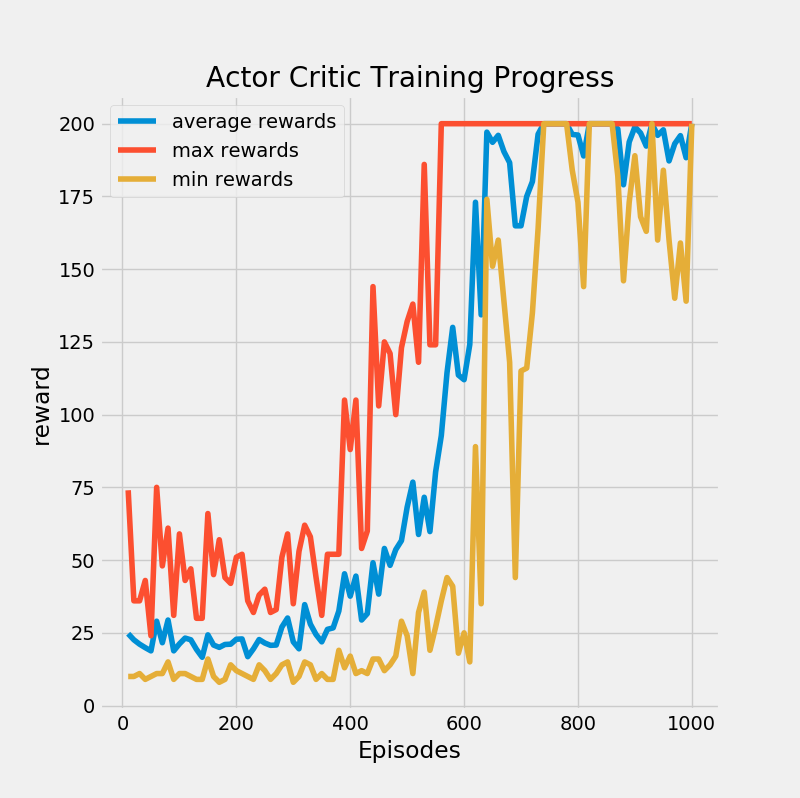 Actor Critic Training Progress
average rewards
max rewards
min rewards
200
175
150
125
100
75
50
25
0
reward
0 200 400 600 800 1000
Episodes